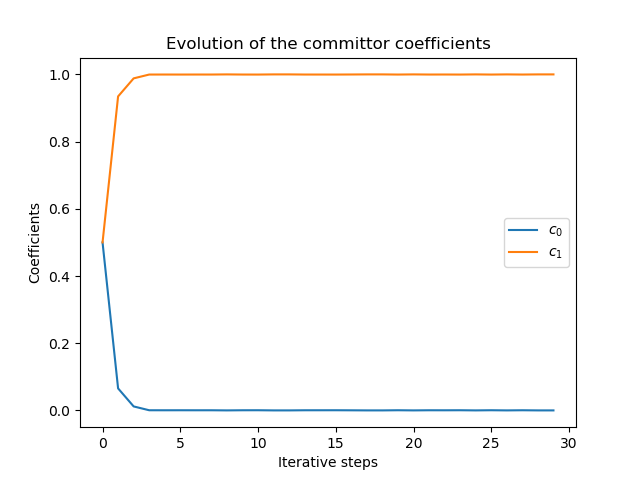 Evolution of the committor coefficients
Coefficients
1.0
0.8
0.6
0.4
0.2
0.0
c₀
c₁
0 5 10 15 20 25 30
Iterative steps